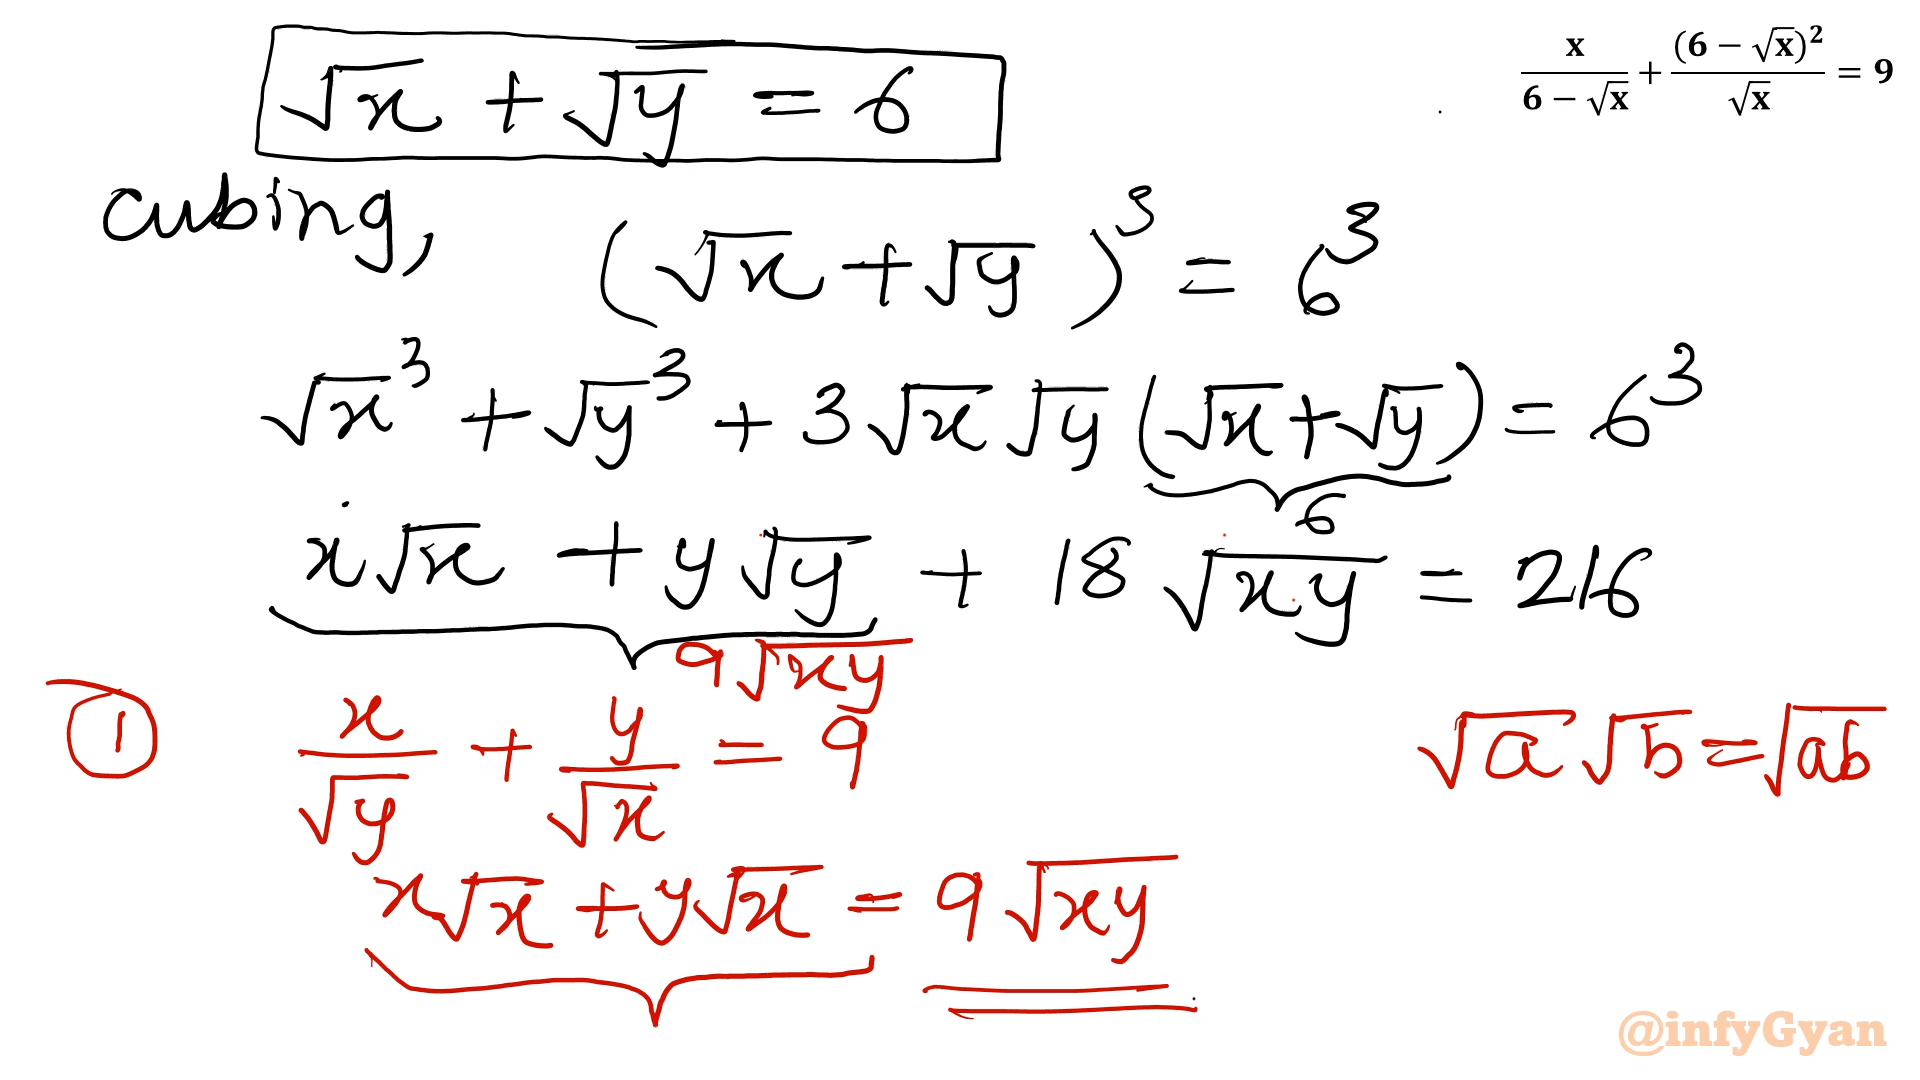 √x + √y = 6
x/(6 − √x) + (6 − √x)²/√x = 9
cubing, (√x + √y)³ = 6³
√x³ + √y³ + 3√x√y(√x + √y) = 6³
6
x√x + y√y + 18√xy = 216
9√xy
① x/√y + y/√x = 9
√a√b = √ab
x√x + y√x = 9√xy
@infyGyan